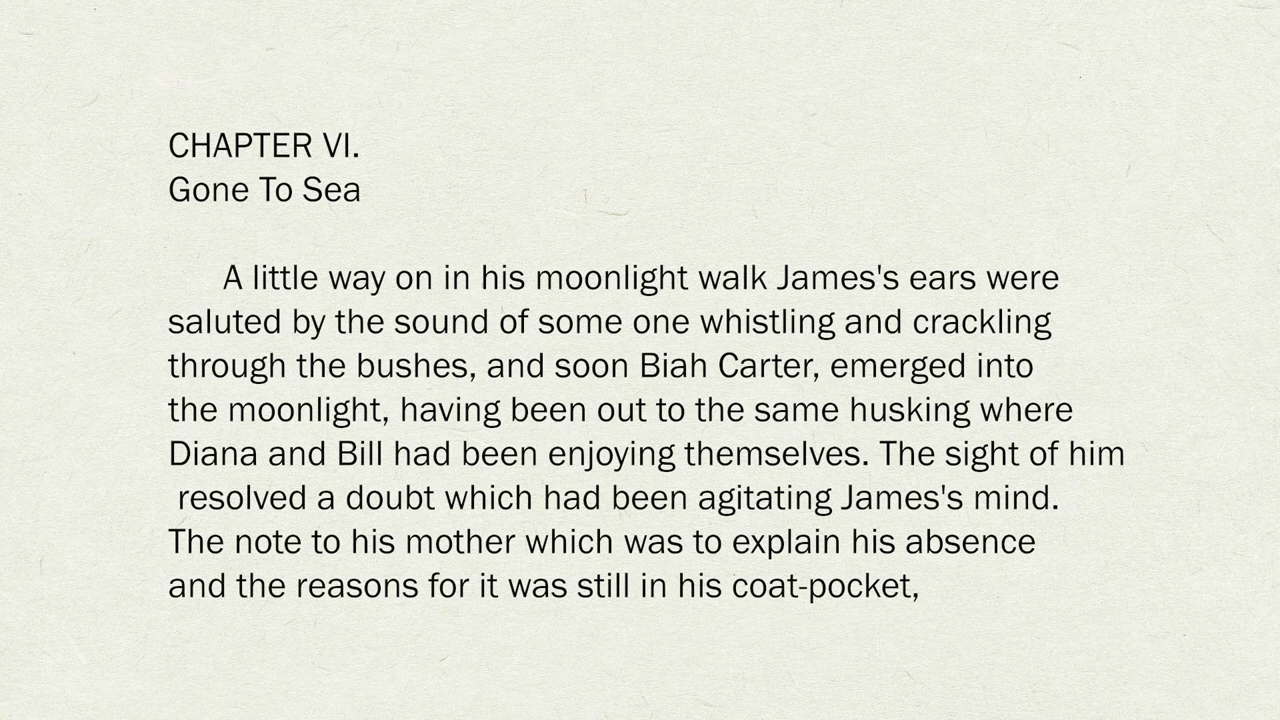 CHAPTER VI.
Gone To Sea
A little way on in his moonlight walk James's ears were
saluted by the sound of some one whistling and crackling
through the bushes, and soon Biah Carter, emerged into
the moonlight, having been out to the same husking where
Diana and Bill had been enjoying themselves. The sight of him
resolved a doubt which had been agitating James's mind.
The note to his mother which was to explain his absence
and the reasons for it was still in his coat-pocket,